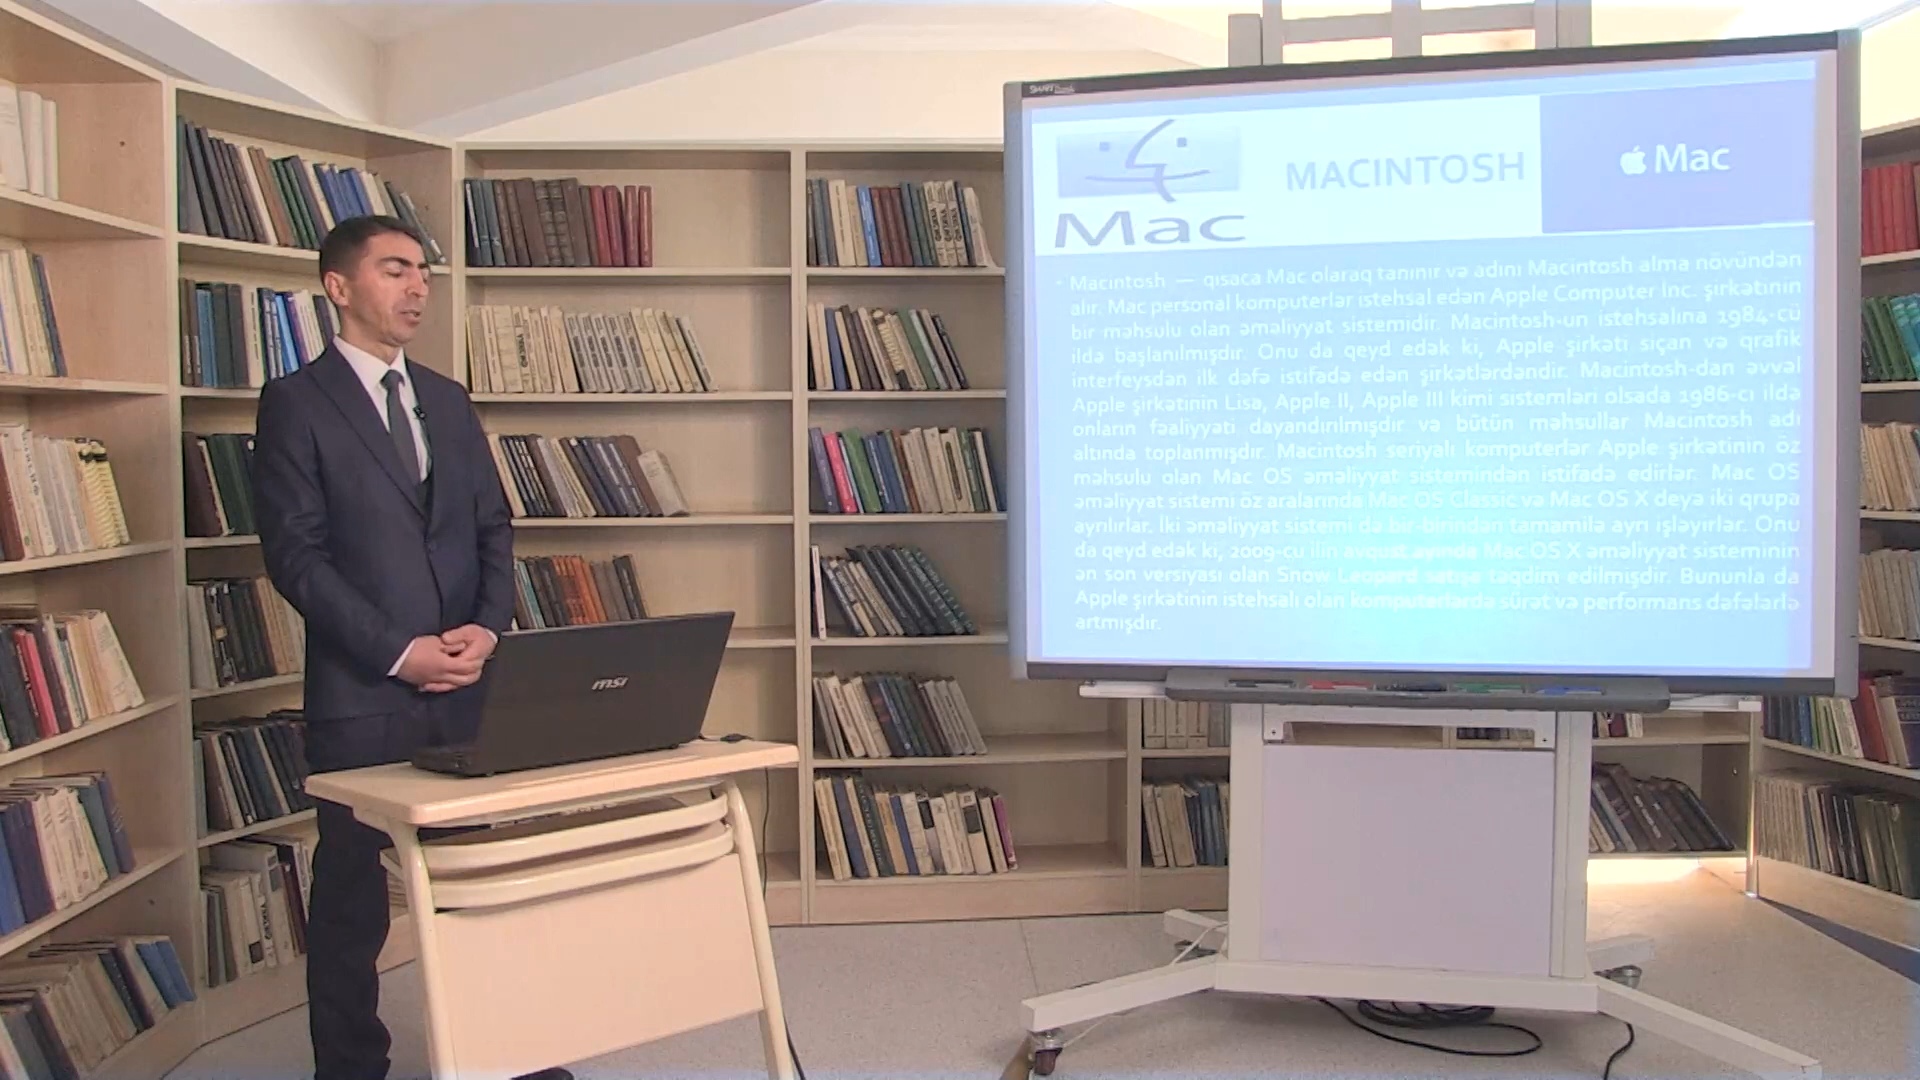 SMART
Mac
MACINTOSH
Mac
Macintosh — qısaca Mac olaraq tanınır və adını Macintosh alma növündən
alır. Mac personal komputerlər istehsal edən Apple Computer Inc. şirkətinin
bir məhsulu olan əməliyyat sistemidir. Macintosh-un istehsalına 1984-cü
ildə başlanılmışdır. Onu da qeyd edək ki, Apple şirkəti sıçan və qrafik
interfeysdən ilk dəfə istifadə edən şirkətlərdəndir. Macintosh-dan əvvəl
Apple şirkətinin Lisa, Apple II, Apple III kimi sistemləri olsada 1986-cı ildə
onların fəaliyyəti dayandırılmışdır və bütün məhsullar Macintosh adı
altında toplanmışdır. Macintosh seriyalı komputerlər Apple şirkətinin öz
məhsulu olan Mac OS əməliyyat sistemindən istifadə edirlər. Mac OS
əməliyyat sistemi öz aralarında Mac OS Classic və Mac OS X deyə iki qrupa
ayrılırlar. İki əməliyyat sistemi də bir-birindən tamamilə ayrı işləyirlər. Onu
da qeyd edək ki, 2009-cu ilin avqust ayında Mac OS X əməliyyat sisteminin
ən son versiyası olan Snow Leopard satışa təqdim edilmişdir. Bununla da
Apple şirkətinin istehsalı olan komputerlərdə sürət və performans dəfələrlə
artmışdır.
msi